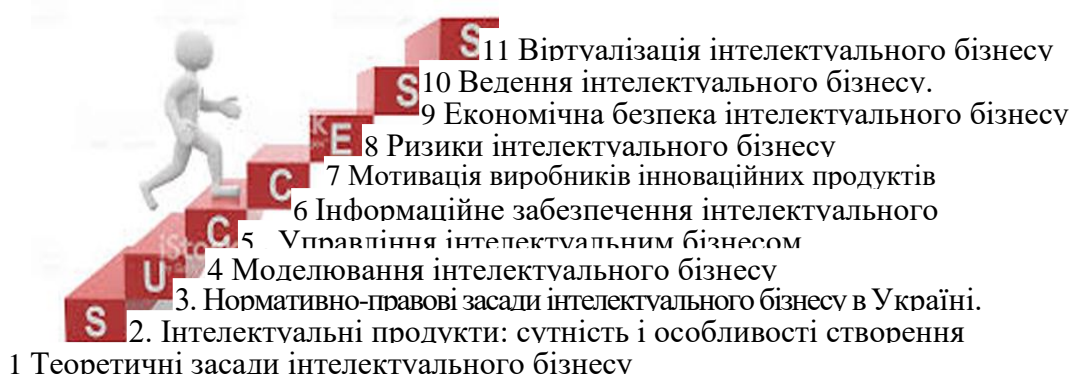 11 Віртуалізація інтелектуального бізнесу
10 Ведення інтелектуального бізнесу.
9 Економічна безпека інтелектуального бізнесу
8 Ризики інтелектуального бізнесу
7 Мотивація виробників інноваційних продуктів
6 Інформаційне забезпечення інтелектуального
5 . Управління інтелектуальним бізнесом
4 Моделювання інтелектуального бізнесу
3. Нормативно-правові засади інтелектуального бізнесу в Україні.
2. Інтелектуальні продукти: сутність і особливості створення
1 Теоретичні засади інтелектуального бізнесу
S
U
C
C
E
S
S